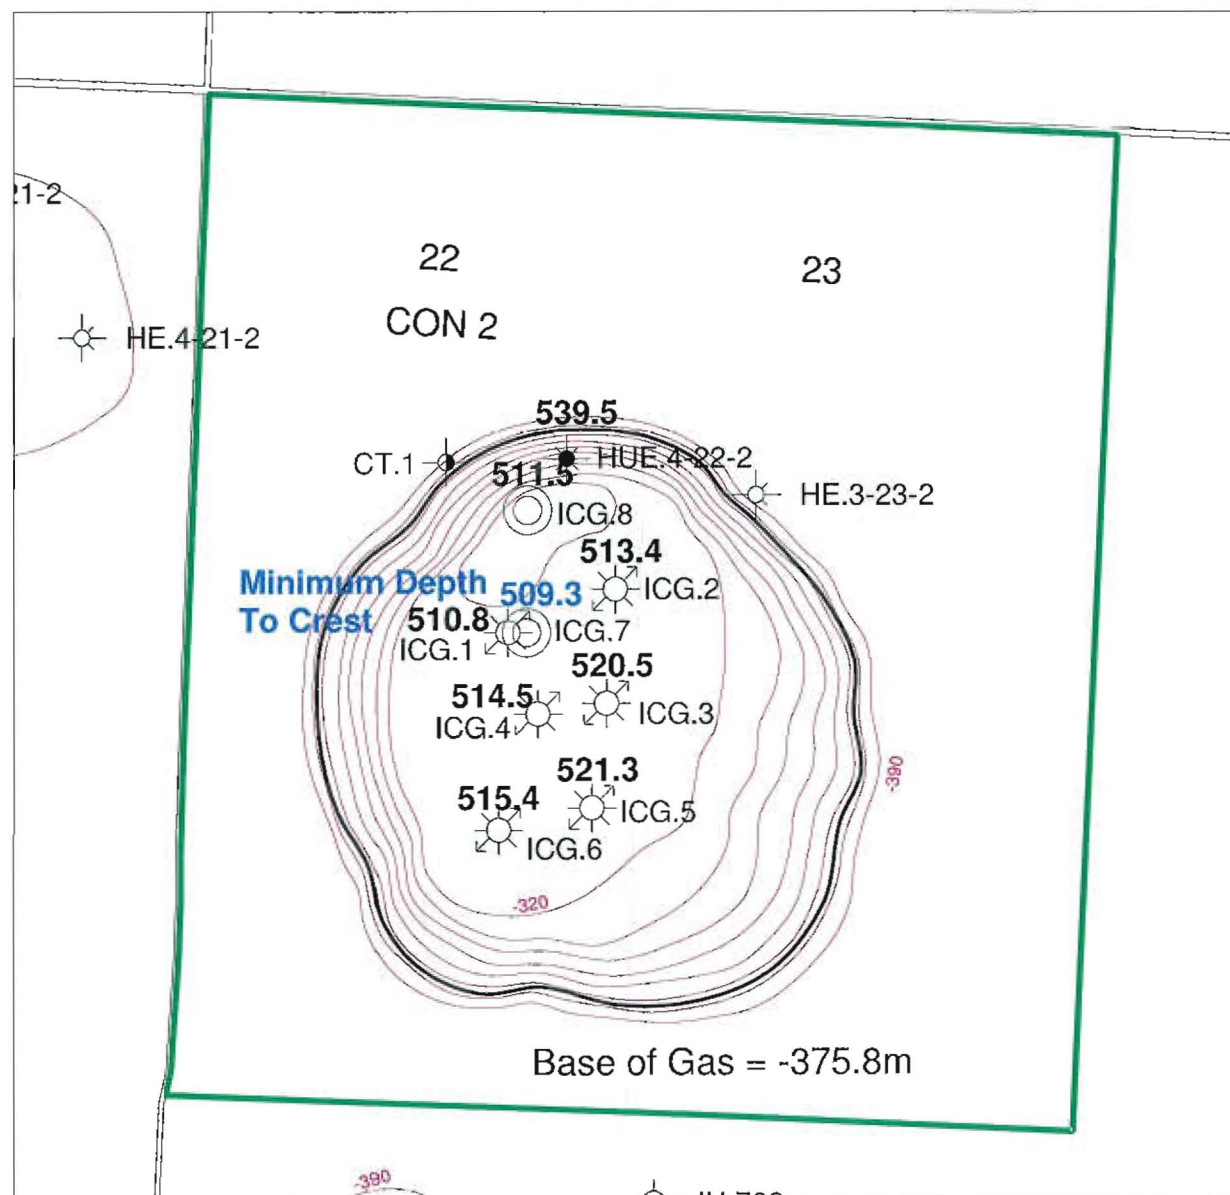 21-2
22
23
CON 2
HE.4-21-2
539.5
CT.1
HUE.4-22-2
511.5
HE.3-23-2
ICG.8
513.4
Minimum Depth
To Crest
509.3
ICG.2
510.8
ICG.7
ICG.1
520.5
514.5
ICG.3
ICG.4
-390
521.3
515.4
ICG.5
ICG.6
-320
Base of Gas = -375.8m
-390